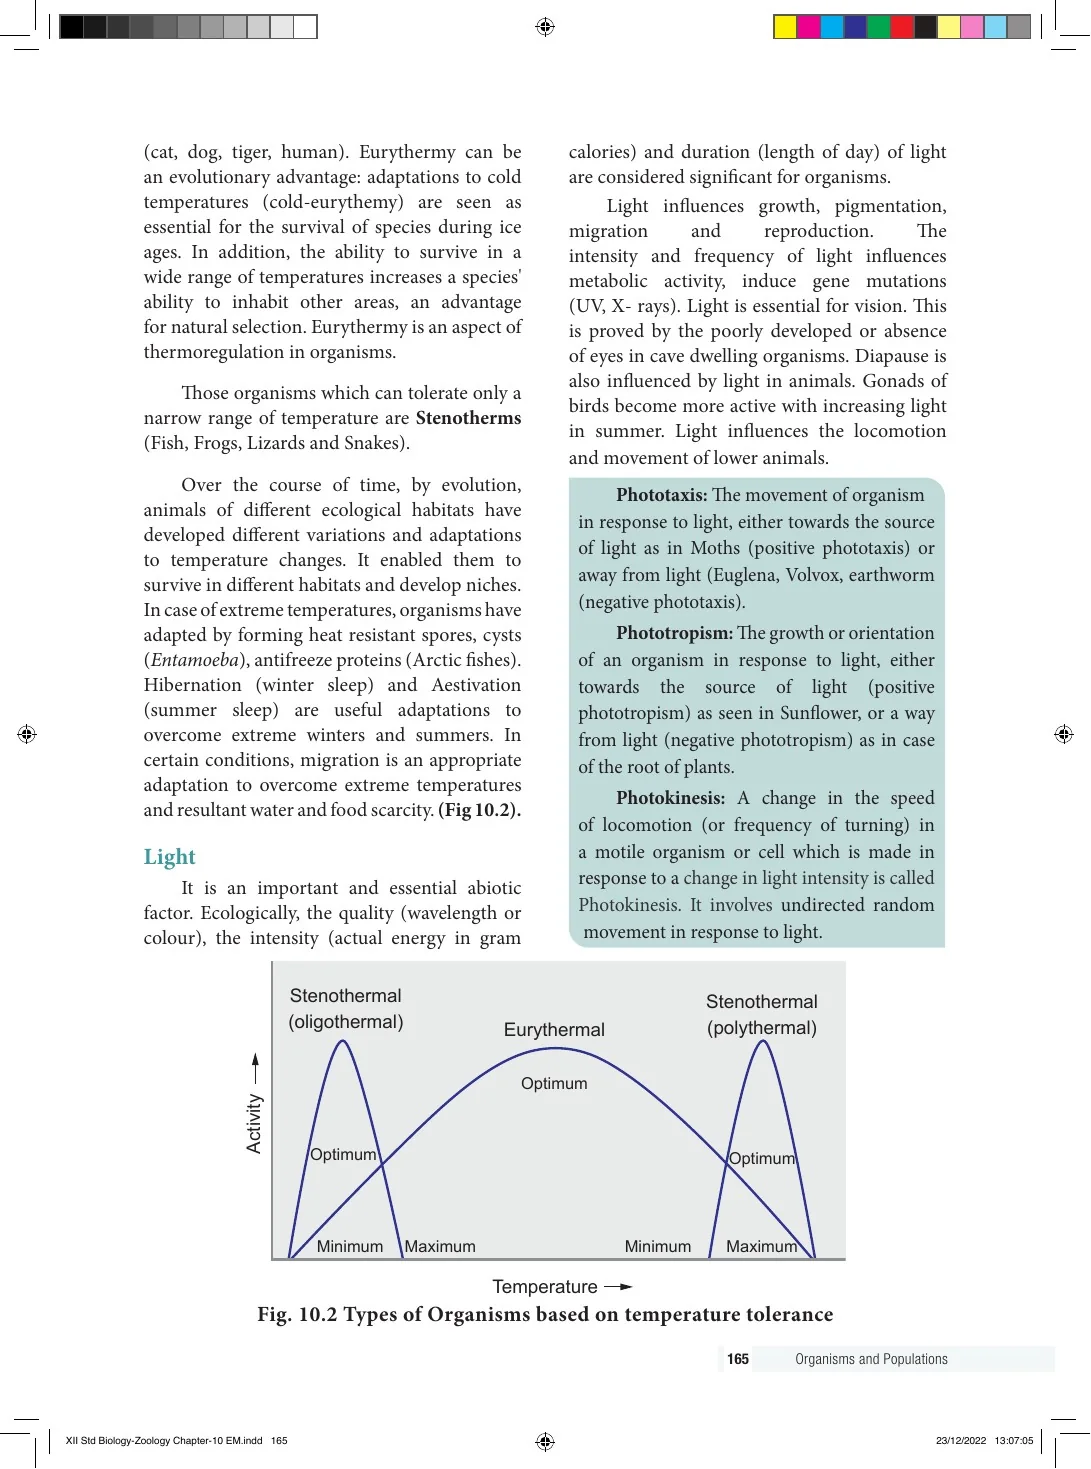 (cat, dog, tiger, human). Eurythermy can be
an evolutionary advantage: adaptations to cold
temperatures (cold-eurythemy) are seen as
essential for the survival of species during ice
ages. In addition, the ability to survive in a
wide range of temperatures increases a species'
ability to inhabit other areas, an advantage
for natural selection. Eurythermy is an aspect of
thermoregulation in organisms.
Those organisms which can tolerate only a
narrow range of temperature are Stenotherms
(Fish, Frogs, Lizards and Snakes).
Over the course of time, by evolution,
animals of different ecological habitats have
developed different variations and adaptations
to temperature changes. It enabled them to
survive in different habitats and develop niches.
In case of extreme temperatures, organisms have
adapted by forming heat resistant spores, cysts
(Entamoeba), antifreeze proteins (Arctic fishes).
Hibernation (winter sleep) and Aestivation
(summer sleep) are useful adaptations to
overcome extreme winters and summers. In
certain conditions, migration is an appropriate
adaptation to overcome extreme temperatures
and resultant water and food scarcity. (Fig 10.2).
Light
It is an important and essential abiotic
factor. Ecologically, the quality (wavelength or
colour), the intensity (actual energy in gram
calories) and duration (length of day) of light
are considered significant for organisms.
Light influences growth, pigmentation,
migration and reproduction. The
intensity and frequency of light influences
metabolic activity, induce gene mutations
(UV, X- rays). Light is essential for vision. This
is proved by the poorly developed or absence
of eyes in cave dwelling organisms. Diapause is
also influenced by light in animals. Gonads of
birds become more active with increasing light
in summer. Light influences the locomotion
and movement of lower animals.
Phototaxis: The movement of organism
in response to light, either towards the source
of light as in Moths (positive phototaxis) or
away from light (Euglena, Volvox, earthworm
(negative phototaxis).
Phototropism: The growth or orientation
of an organism in response to light, either
towards the source of light (positive
phototropism) as seen in Sunflower, or a way
from light (negative phototropism) as in case
of the root of plants.
Photokinesis: A change in the speed
of locomotion (or frequency of turning) in
a motile organism or cell which is made in
response to a change in light intensity is called
Photokinesis. It involves undirected random
movement in response to light.
Stenothermal
(oligothermal)
Eurythermal
Stenothermal
(polythermal)
Optimum
Optimum
Optimum
Activity
Minimum Maximum
Minimum Maximum
Temperature
Fig. 10.2 Types of Organisms based on temperature tolerance
165 Organisms and Populations
XII Std Biology-Zoology Chapter-10 EM.indd 165
23/12/2022 13:07:05